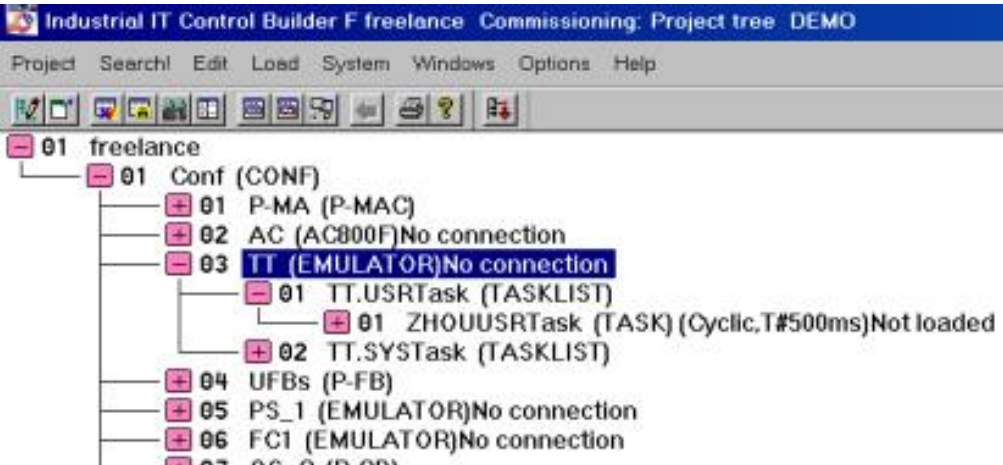 Industrial IT Control Builder F freelance Commissioning: Project tree DEMO
Project Search! Edit Load System Windows Options Help
01 freelance
01 Conf (CONF)
01 P-MA (P-MAC)
02 AC (AC800F)No connection
03 TT (EMULATOR)No connection
01 TT.USRTask (TASKLIST)
01 ZHOUUSRTask (TASK) (Cyclic,T#500ms)Not loaded
02 TT.SYSTask (TASKLIST)
04 UFBs (P-FB)
05 PS_1 (EMULATOR)No connection
06 FC1 (EMULATOR)No connection